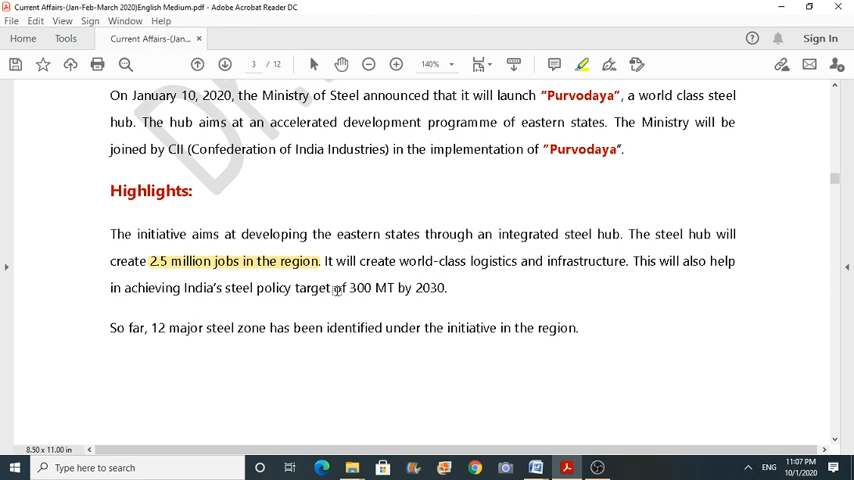 Current Affairs-(Jan-Feb-March 2020)English Medium.pdf - Adobe Acrobat Reader DC
File Edit View Sign Window Help
Home Tools Current Affairs-(Jan-... × Sign In
3 / 12 140%
On January 10, 2020, the Ministry of Steel announced that it will launch “Purvodaya”, a world class steel
hub. The hub aims at an accelerated development programme of eastern states. The Ministry will be
joined by CII (Confederation of India Industries) in the implementation of “Purvodaya”.
Highlights:
The initiative aims at developing the eastern states through an integrated steel hub. The steel hub will
create 2.5 million jobs in the region. It will create world-class logistics and infrastructure. This will also help
in achieving India’s steel policy target of 300 MT by 2030.
So far, 12 major steel zone has been identified under the initiative in the region.
8.50 x 11.00 in
Type here to search
ENG
11:07 PM
10/1/2020